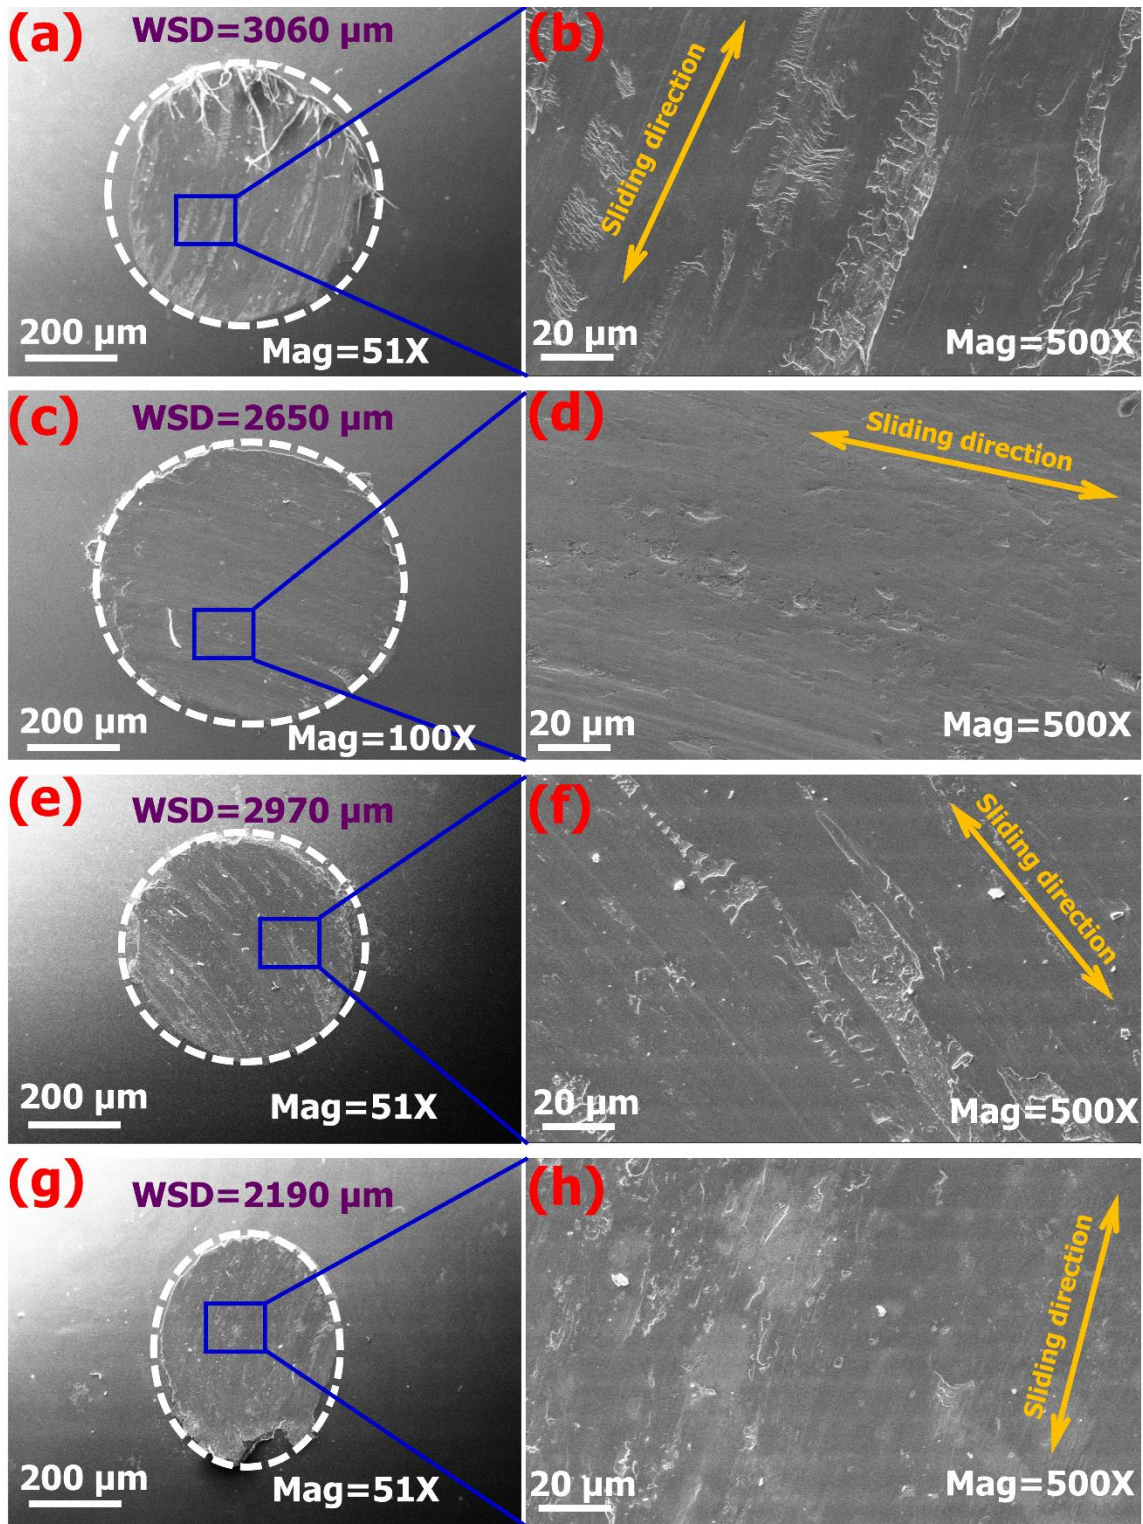 (a)
WSD=3060 µm
200 µm
Mag=51X
(b)
Sliding direction
20 µm
Mag=500X
(c)
WSD=2650 µm
200 µm
Mag=100X
(d)
Sliding direction
20 µm
Mag=500X
(e)
WSD=2970 µm
200 µm
Mag=51X
(f)
Sliding direction
20 µm
Mag=500X
(g)
WSD=2190 µm
200 µm
Mag=51X
(h)
Sliding direction
20 µm
Mag=500X